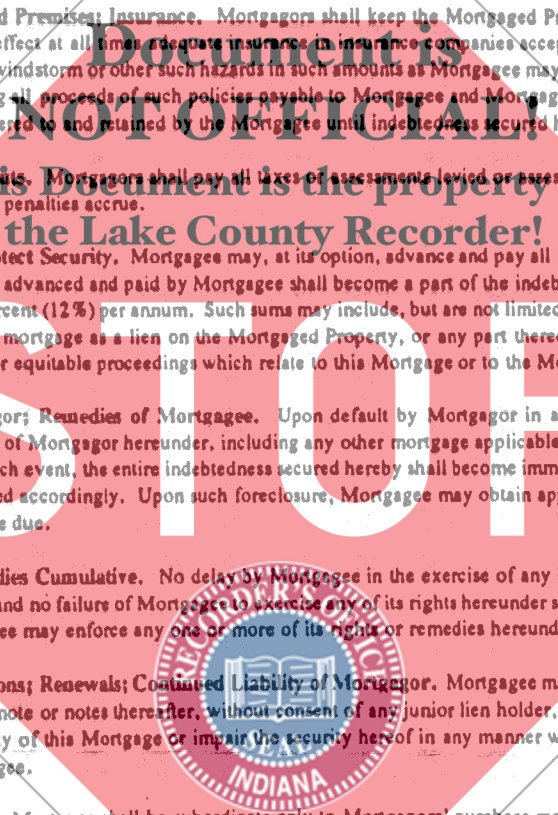 d Premises; Insurance. Mortgagors shall keep the Mortgaged P
effect at all times adequate insurance in insurance companies acce
Document is
vindstorm or other such hazards in such amounts as Mortgagee may
g all proceeds of such policies payable to Mortgagee and Mortgag
NOT OFFICIAL!
ered to and retained by the Mortgagee until indebtedness secured h
its. Mortgagors shall pay all taxes or assessments levied or asses
is Document is the property
penalties accrue.
the Lake County Recorder!
otect Security. Mortgagee may, at its option, advance and pay all
advanced and paid by Mortgagee shall become a part of the indeb
rcent (12%) per annum. Such sums may include, but are not limited
mortgage as a lien on the Mortgaged Property, or any part thereo
r equitable proceedings which relate to this Mortgage or to the Mo
STOP
gor; Remedies of Mortgagee. Upon default by Mortgagor in a
of Mortgagor hereunder, including any other mortgage applicable
ch event, the entire indebtedness secured hereby shall become imm
ed accordingly. Upon such foreclosure, Mortgagee may obtain app
e due.
dies Cumulative. No delay by Mortgagee in the exercise of any
and no failure of Mortgagee to exercise any of its rights hereunder s
ee may enforce any one or more of its rights or remedies hereund
RECORDER'S OFFICE
ons; Renewals; Continued Liability of Mortgagor. Mortgagee m
note or notes thereafter, without consent of any junior lien holder,
y of this Mortgage or impair the security hereof in any manner w
SEAL
gee.
INDIANA